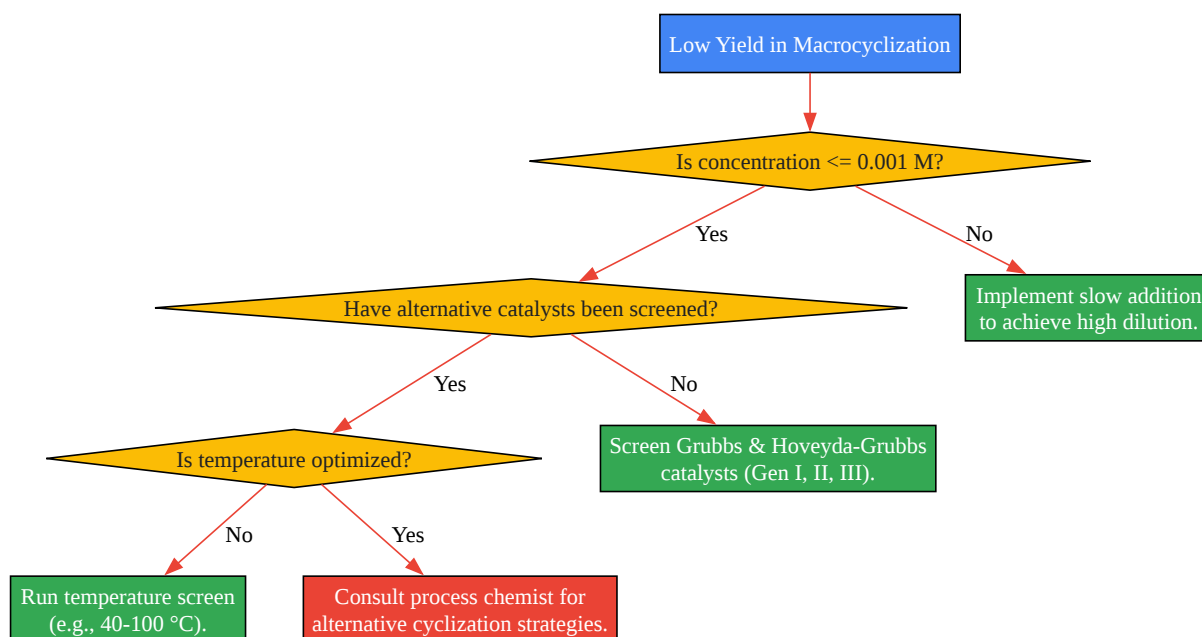 Low Yield in Macrocyclization
Is concentration <= 0.001 M?
Yes
No
Have alternative catalysts been screened?
Implement slow addition
to achieve high dilution.
Yes
No
Is temperature optimized?
Screen Grubbs & Hoveyda-Grubbs
catalysts (Gen I, II, III).
No
Yes
Run temperature screen
(e.g., 40-100 °C).
Consult process chemist for
alternative cyclization strategies.